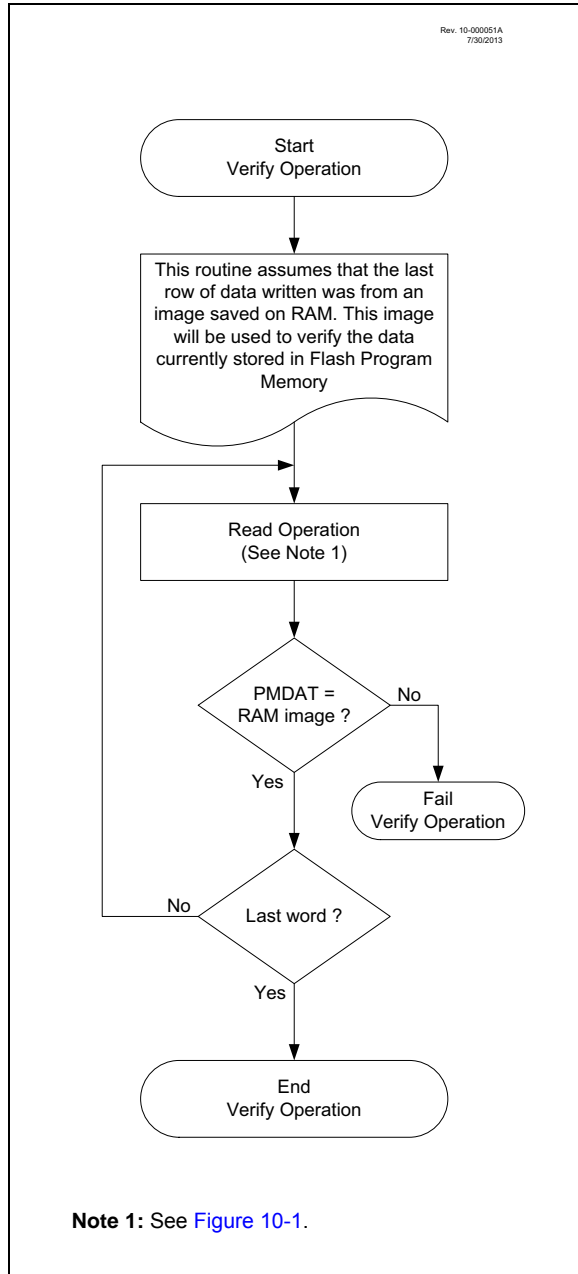 Rev. 10-000051A
7/30/2013
Start
Verify Operation
This routine assumes that the last
row of data written was from an
image saved on RAM. This image
will be used to verify the data
currently stored in Flash Program
Memory
Read Operation
(See Note 1)
PMDAT =
RAM image ?
No
Yes
Fail
Verify Operation
Last word ?
No
Yes
End
Verify Operation
Note 1: See Figure 10-1.